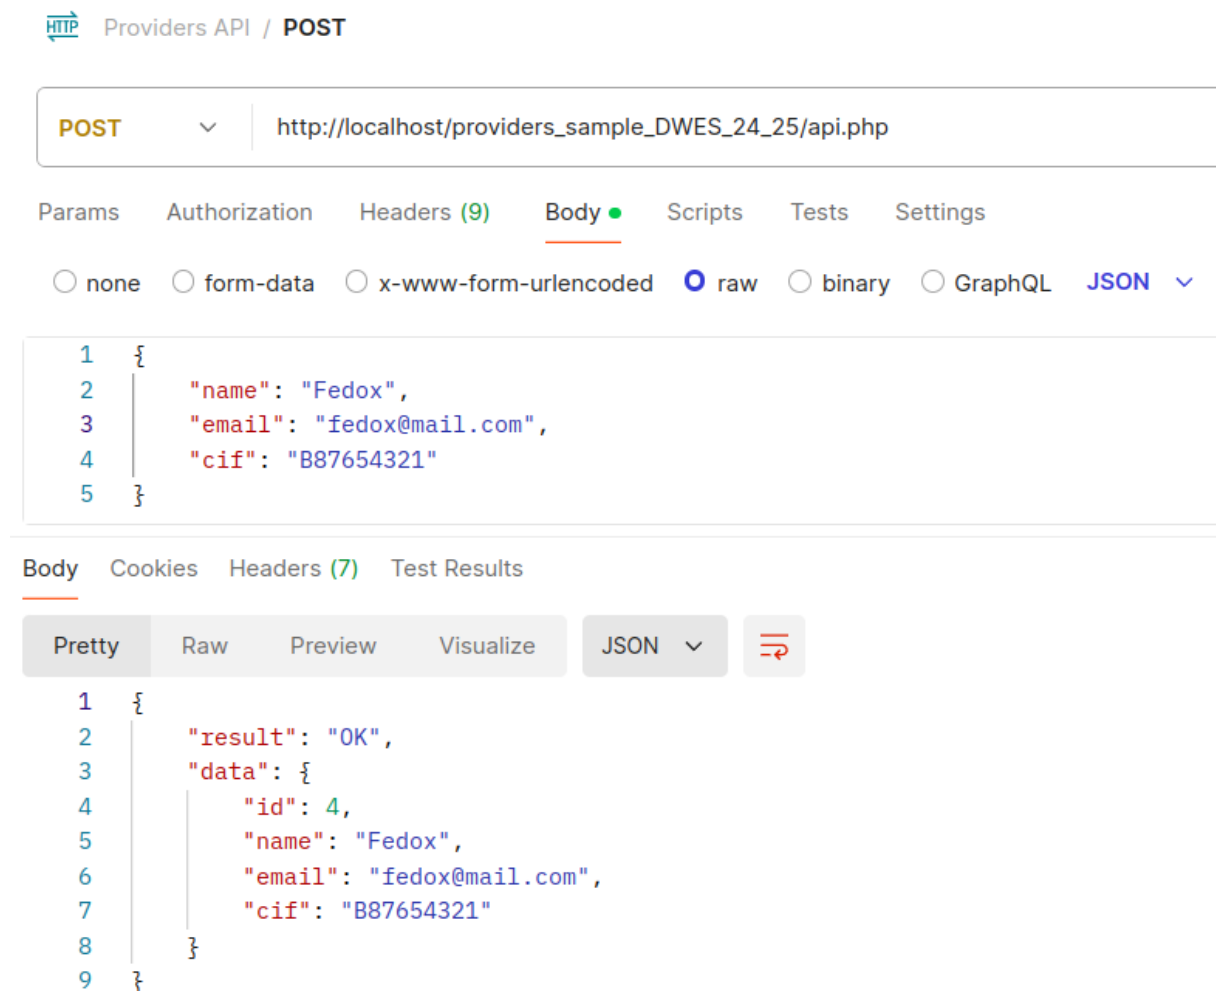 HTTP Providers API / POST
POST http://localhost/providers_sample_DWES_24_25/api.php
Params Authorization Headers (9) Body Scripts Tests Settings
none form-data x-www-form-urlencoded raw binary GraphQL JSON
1 {
2 "name": "Fedox",
3 "email": "fedox@mail.com",
4 "cif": "B87654321"
5 }
Body Cookies Headers (7) Test Results
Pretty Raw Preview Visualize JSON
1 {
2 "result": "OK",
3 "data": {
4 "id": 4,
5 "name": "Fedox",
6 "email": "fedox@mail.com",
7 "cif": "B87654321"
8 }
9 }